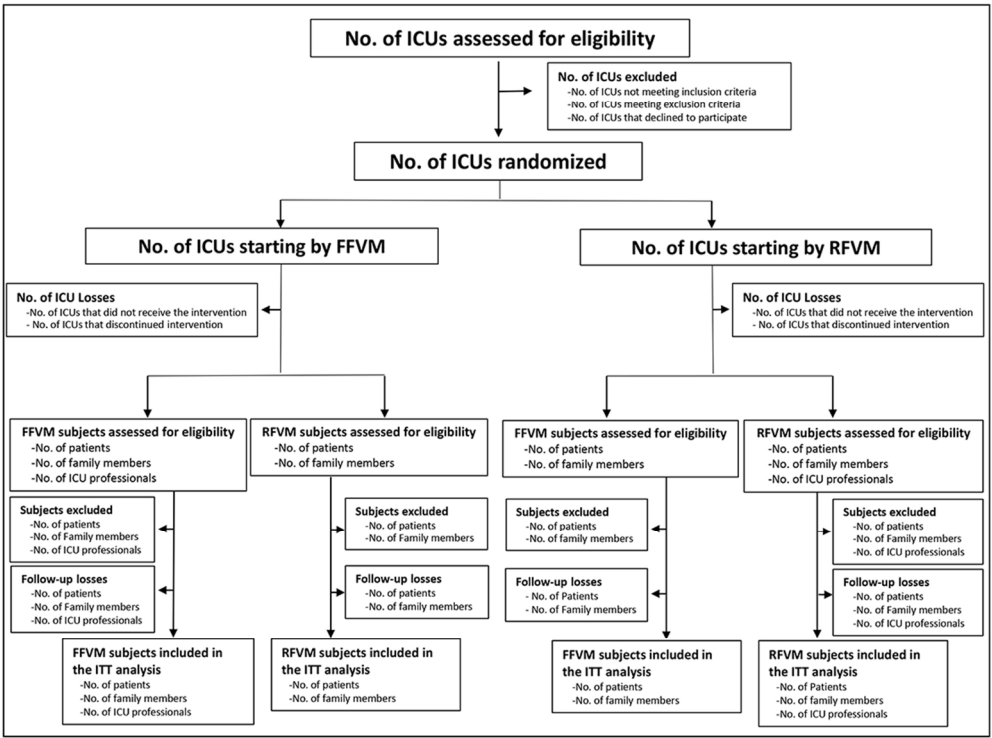 No. of ICUs assessed for eligibility
No. of ICUs excluded
-No. of ICUs not meeting inclusion criteria
-No. of ICUs meeting exclusion criteria
-No. of ICUs that declined to participate
No. of ICUs randomized
No. of ICUs starting by FFVM
No. of ICUs starting by RFVM
No. of ICU Losses
-No. of ICUs that did not receive the intervention
- No. of ICUs that discontinued intervention
No. of ICU Losses
-No. of ICUs that did not receive the intervention
- No. of ICUs that discontinued intervention
FFVM subjects assessed for eligibility
-No. of patients
-No. of family members
-No. of ICU professionals
RFVM subjects assessed for eligibility
-No. of patients
-No. of family members
FFVM subjects assessed for eligibility
-No. of patients
-No. of family members
RFVM subjects assessed for eligibility
-No. of patients
-No. of family members
-No. of ICU professionals
Subjects excluded
-No. of patients
-No. of Family members
-No. of ICU professionals
Subjects excluded
-No. of patients
-No. of Family members
Subjects excluded
-No. of patients
-No. of family members
Subjects excluded
-No. of patients
-No. of Family members
-No. of ICU professionals
Follow-up losses
-No. of patients
-No. of Family members
-No. of ICU professionals
Follow-up losses
-No. of patients
-No. of family members
Follow-up losses
- No. of Patients
- No. of Family members
Follow-up losses
-No. of patients
-No. of Family members
-No. of ICU professionals
FFVM subjects included in
the ITT analysis
-No. of patients
-No. of family members
-No. of ICU professionals
RFVM subjects included in
the ITT analysis
-No. of patients
-No. of family members
FFVM subjects included in
the ITT analysis
-No. of patients
-No. of family members
RFVM subjects included in
the ITT analysis
-No. of Patients
-No. of family members
-No. of ICU professionals